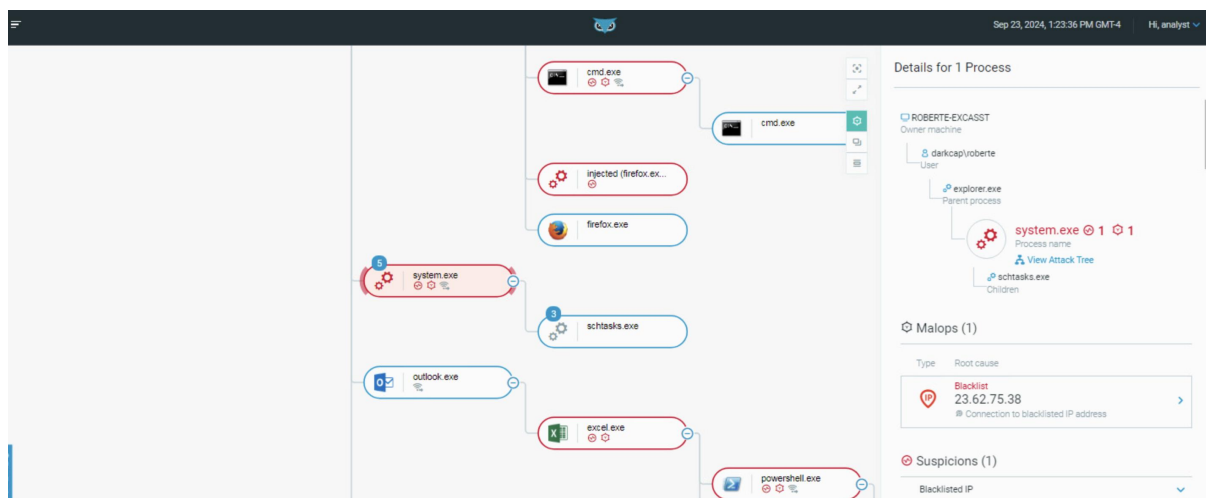 Sep 23, 2024, 1:23:36 PM GMT-4 Hi, analyst
cmd.exe
cmd.exe
injected (firefox.ex...
firefox.exe
5
system.exe
3
schtasks.exe
outlook.exe
excel.exe
powershell.exe
Details for 1 Process
ROBERTE-EXCASST
Owner machine
darkcap\roberte
User
explorer.exe
Parent process
system.exe 1 1
Process name
View Attack Tree
schtasks.exe
Children
Malops (1)
Type Root cause
IP
Blacklist
23.62.75.38
Connection to blacklisted IP address
Suspicions (1)
Blacklisted IP